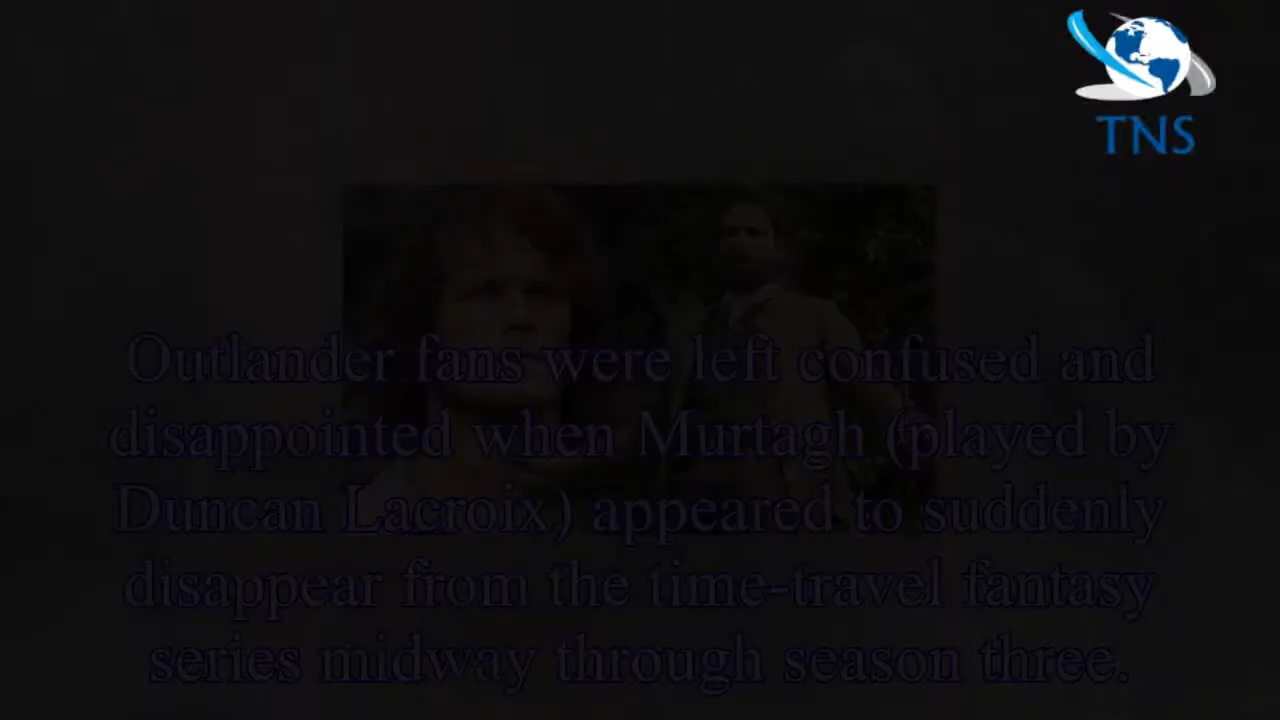 TNS
Outlander fans were left confused and
disappointed when Murtagh (played by
Duncan Lacroix) appeared to suddenly
disappear from the time-travel fantasy
series midway through season three.